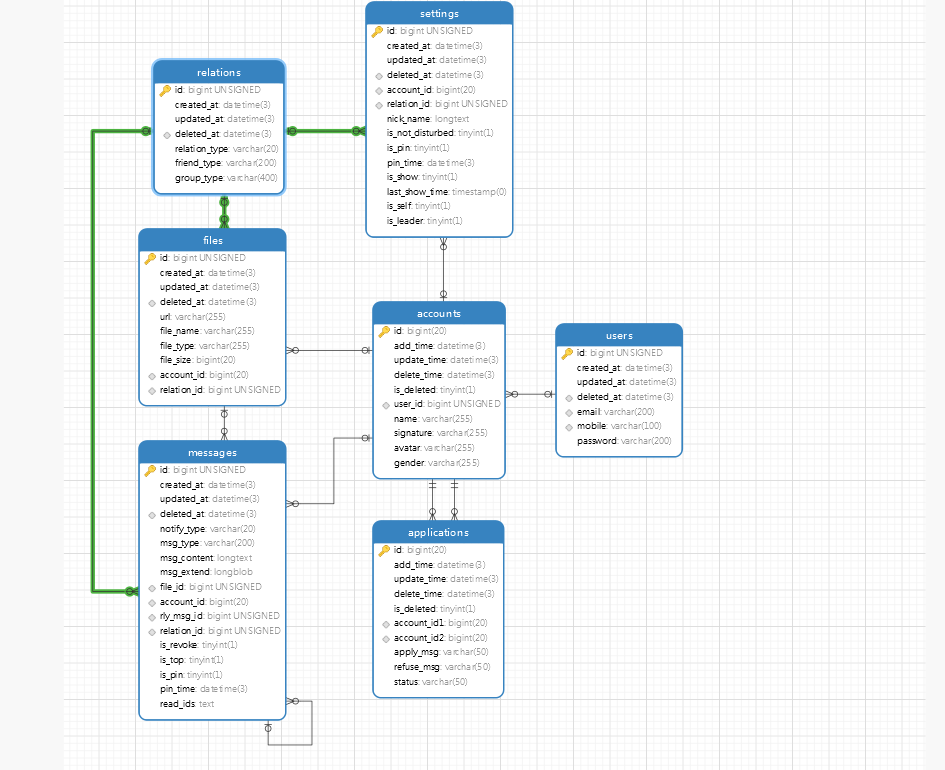 settings
id: bigint UNSIGNED
created_at: datetime(3)
updated_at: datetime(3)
deleted_at: datetime(3)
account_id: bigint(20)
relation_id: bigint UNSIGNED
nick_name: longtext
is_not_disturbed: tinyint(1)
is_pin: tinyint(1)
pin_time: datetime(3)
is_show: tinyint(1)
last_show_time: timestamp(0)
is_self: tinyint(1)
is_leader: tinyint(1)
relations
id: bigint UNSIGNED
created_at: datetime(3)
updated_at: datetime(3)
deleted_at: datetime(3)
relation_type: varchar(20)
friend_type: varchar(200)
group_type: varchar(400)
files
id: bigint UNSIGNED
created_at: datetime(3)
updated_at: datetime(3)
deleted_at: datetime(3)
url: varchar(255)
file_name: varchar(255)
file_type: varchar(255)
file_size: bigint(20)
account_id: bigint(20)
relation_id: bigint UNSIGNED
accounts
id: bigint(20)
add_time: datetime(3)
update_time: datetime(3)
delete_time: datetime(3)
is_deleted: tinyint(1)
user_id: bigint UNSIGNED
name: varchar(255)
signature: varchar(255)
avatar: varchar(255)
gender: varchar(255)
users
id: bigint UNSIGNED
created_at: datetime(3)
updated_at: datetime(3)
deleted_at: datetime(3)
email: varchar(200)
mobile: varchar(100)
password: varchar(200)
messages
id: bigint UNSIGNED
created_at: datetime(3)
updated_at: datetime(3)
deleted_at: datetime(3)
notify_type: varchar(20)
msg_type: varchar(200)
msg_content: longtext
msg_extend: longblob
file_id: bigint UNSIGNED
account_id: bigint(20)
rly_msg_id: bigint UNSIGNED
relation_id: bigint UNSIGNED
is_revoke: tinyint(1)
is_top: tinyint(1)
is_pin: tinyint(1)
pin_time: datetime(3)
read_ids: text
applications
id: bigint(20)
add_time: datetime(3)
update_time: datetime(3)
delete_time: datetime(3)
is_deleted: tinyint(1)
account_id1: bigint(20)
account_id2: bigint(20)
apply_msg: varchar(50)
refuse_msg: varchar(50)
status: varchar(50)